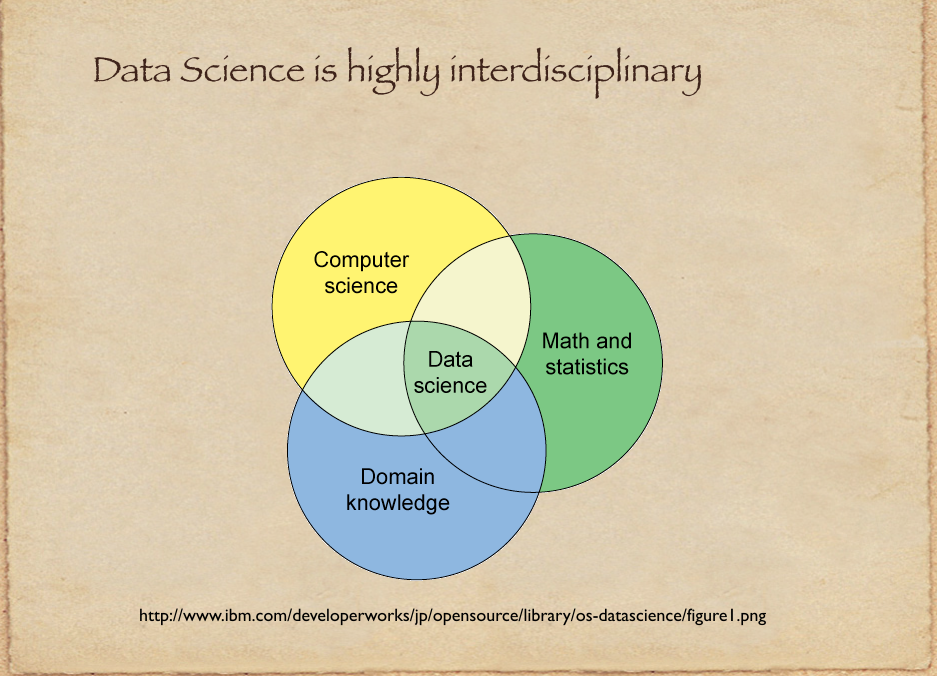 Data Science is highly interdisciplinary
Computer
science
Math and
statistics
Data
science
Domain
knowledge
http://www.ibm.com/developerworks/jp/opensource/library/os-datascience/figure1.png